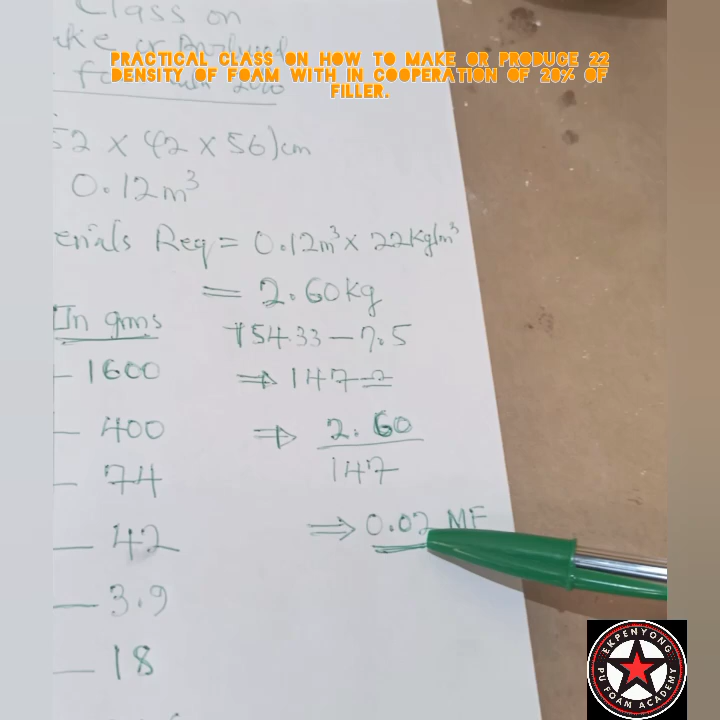 Class on
PRACTICAL CLASS ON HOW TO MAKE OR PRODUCE 22
DENSITY OF FOAM WITH IN COOPERATION OF 20% OF
FILLER.
52 x 42 x 56)cm
0.12m³
erials Req = 0.12m³ x 22kg/m³
= 2.60kg
In gms
154.33 - 7.5
- 1600
⇒ 147
- 400
⇒ 2.60
147
- 74
⇒ 0.02 MF
- 42
- 3.9
- 18
EKPENYONG
PU FOAM ACADEMY